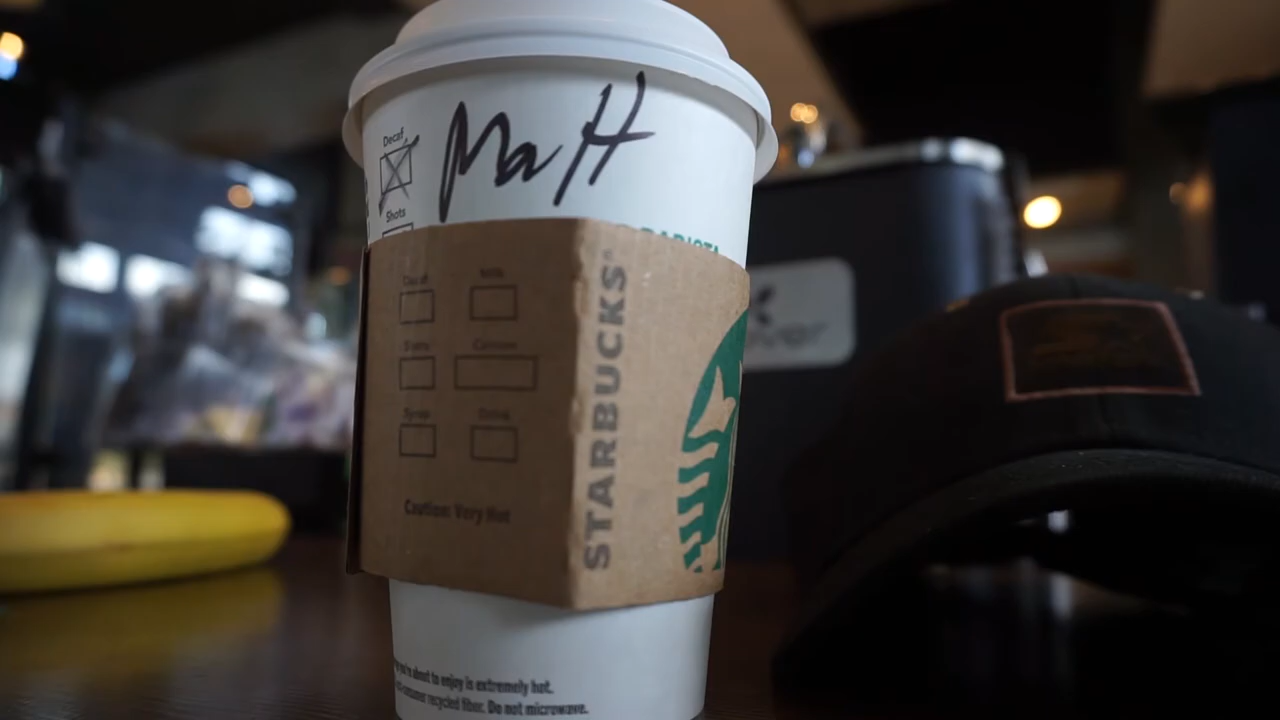 Matt
Decaf
Shots
BARISTA
Decaf
Milk
Shots
Custom
Syrup
Drink
STARBUCKS®
Caution: Very Hot
you're about to enjoy is extremely hot.
recycled fiber. Do not microwave.